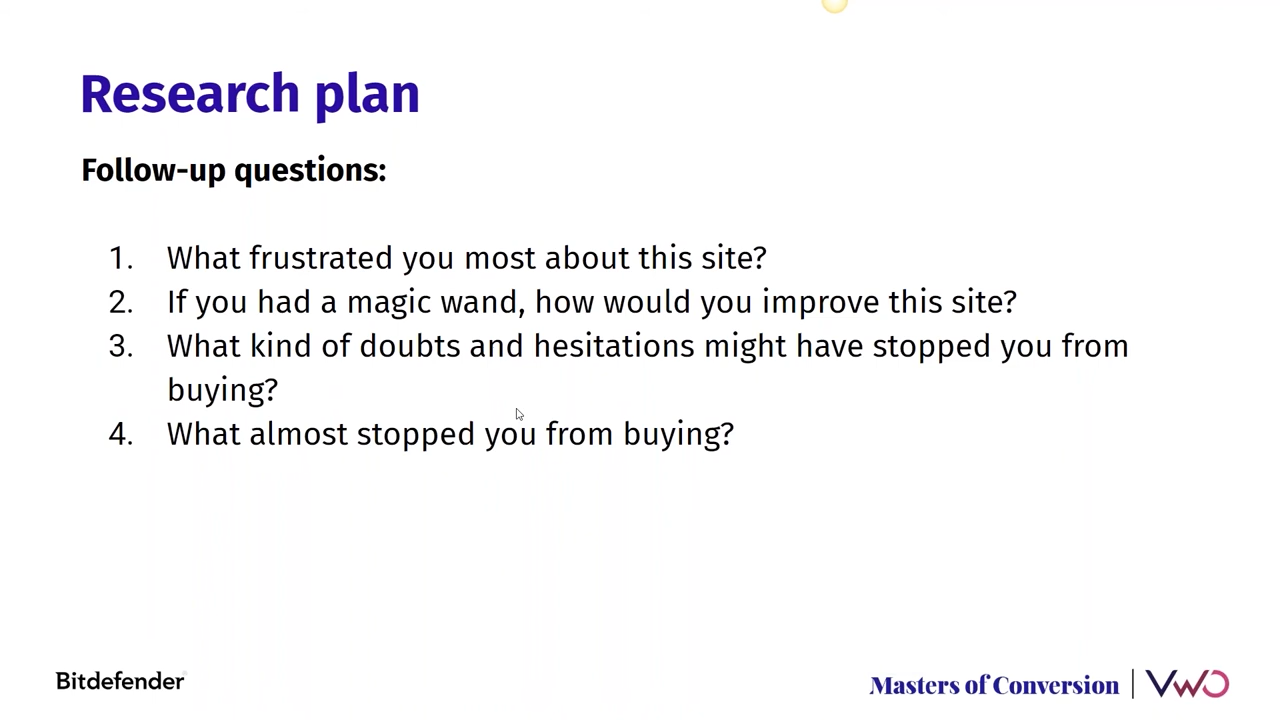 Research plan
Follow-up questions:
1. What frustrated you most about this site?
2. If you had a magic wand, how would you improve this site?
3. What kind of doubts and hesitations might have stopped you from
buying?
4. What almost stopped you from buying?
Bitdefender
Masters of Conversion | VWO